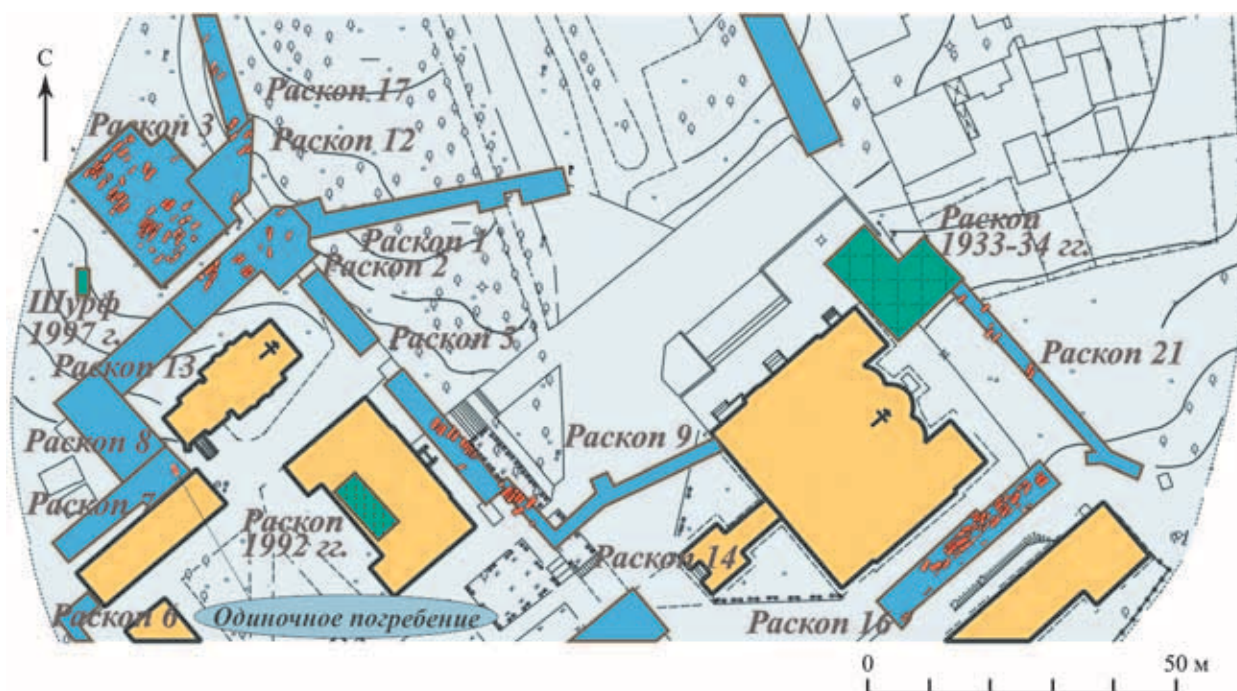 С
Раскоп 17
Раскоп 3
Раскоп 12
Раскоп
1933-34 гг.
Раскоп 1
Раскоп 2
Шурф
1997 г.
Раскоп 5
Раскоп 21
Раскоп 13
Раскоп 9
Раскоп 8
Раскоп 7
Раскоп
1992 гг.
Раскоп 14
Раскоп 6
Одиночное погребение
Раскоп 16
0
50 м